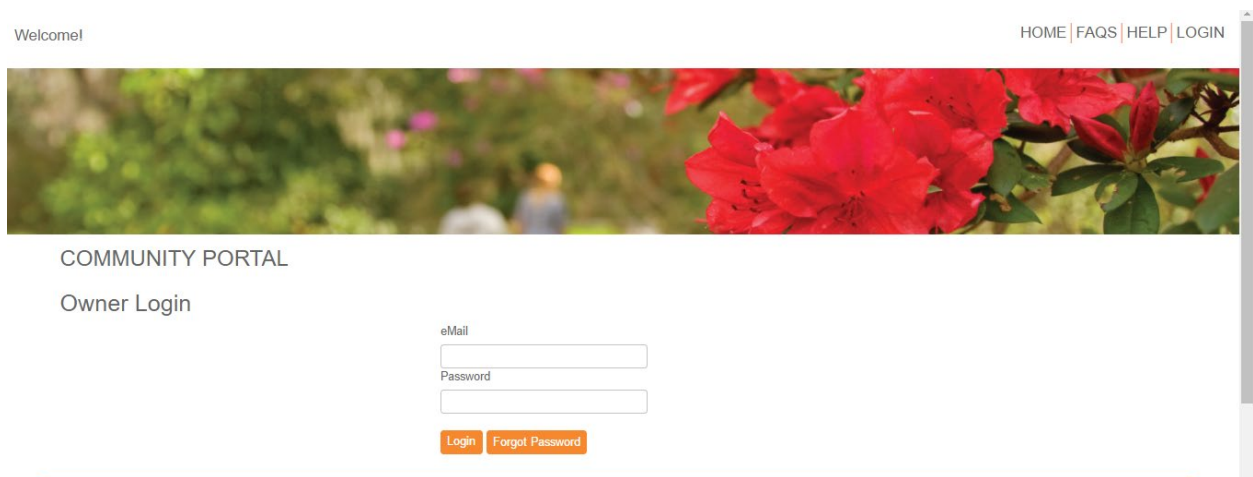 Welcome!
HOME FAQS HELP LOGIN
COMMUNITY PORTAL
Owner Login
eMail
Password
Login Forgot Password